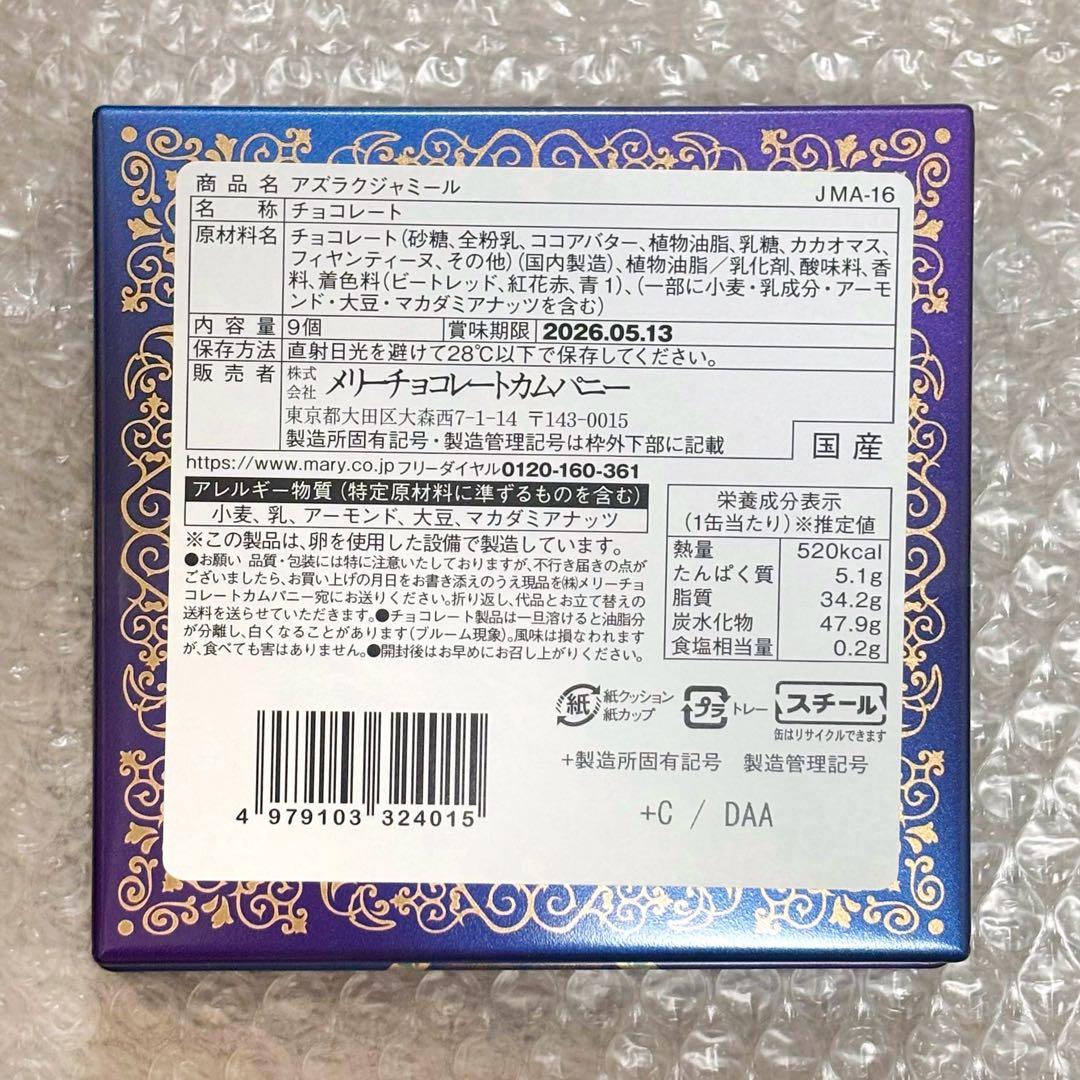 商品名 アズラクジャミール JMA-16
名称 チョコレート
原材料名 チョコレート(砂糖、全粉乳、ココアバター、植物油脂、乳糖、カカオマス、
フィヤンティーヌ、その他)(国内製造)、植物油脂/乳化剤、酸味料、香
料、着色料(ビートレッド、紅花赤、青1)、(一部に小麦・乳成分・アーモ
ンド・大豆・マカダミアナッツを含む)
内容量 9個 賞味期限 2026.05.13
保存方法 直射日光を避けて28℃以下で保存してください。
販売者 株式会社 メリーチョコレートカムパニー
東京都大田区大森西7-1-14 〒143-0015
製造所固有記号・製造管理記号は枠外下部に記載
国産
https://www.mary.co.jp フリーダイヤル0120-160-361
アレルギー物質(特定原材料に準ずるものを含む)
小麦、乳、アーモンド、大豆、マカダミアナッツ
※この製品は、卵を使用した設備で製造しています。
●お願い 品質・包装には特に注意いたしておりますが、不行き届きの点が
ございましたら、お買い上げの月日をお書き添えのうえ現品を㈱メリーチョ
コレートカムパニー宛にお送りください。折り返し、代品とお立て替えの
送料を送らせていただきます。●チョコレート製品は一旦溶けると油脂分
が分離し、白くなることがあります(ブルーム現象)。風味は損なわれます
が、食べても害はありません。●開封後はお早めにお召し上がりください。
栄養成分表示
(1缶当たり)※推定値
熱量 520kcal
たんぱく質 5.1g
脂質 34.2g
炭水化物 47.9g
食塩相当量 0.2g
紙 紙クッション
紙カップ
プラ トレー
スチール
缶はリサイクルできます
+製造所固有記号 製造管理記号
+C / DAA
4 979103 324015